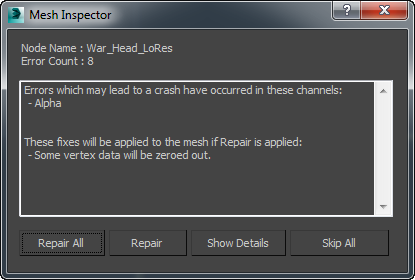 Mesh Inspector
Node Name : War_Head_LoRes
Error Count : 8
Errors which may lead to a crash have occurred in these channels:
- Alpha
These fixes will be applied to the mesh if Repair is applied:
- Some vertex data will be zeroed out.
Repair All Repair Show Details Skip All